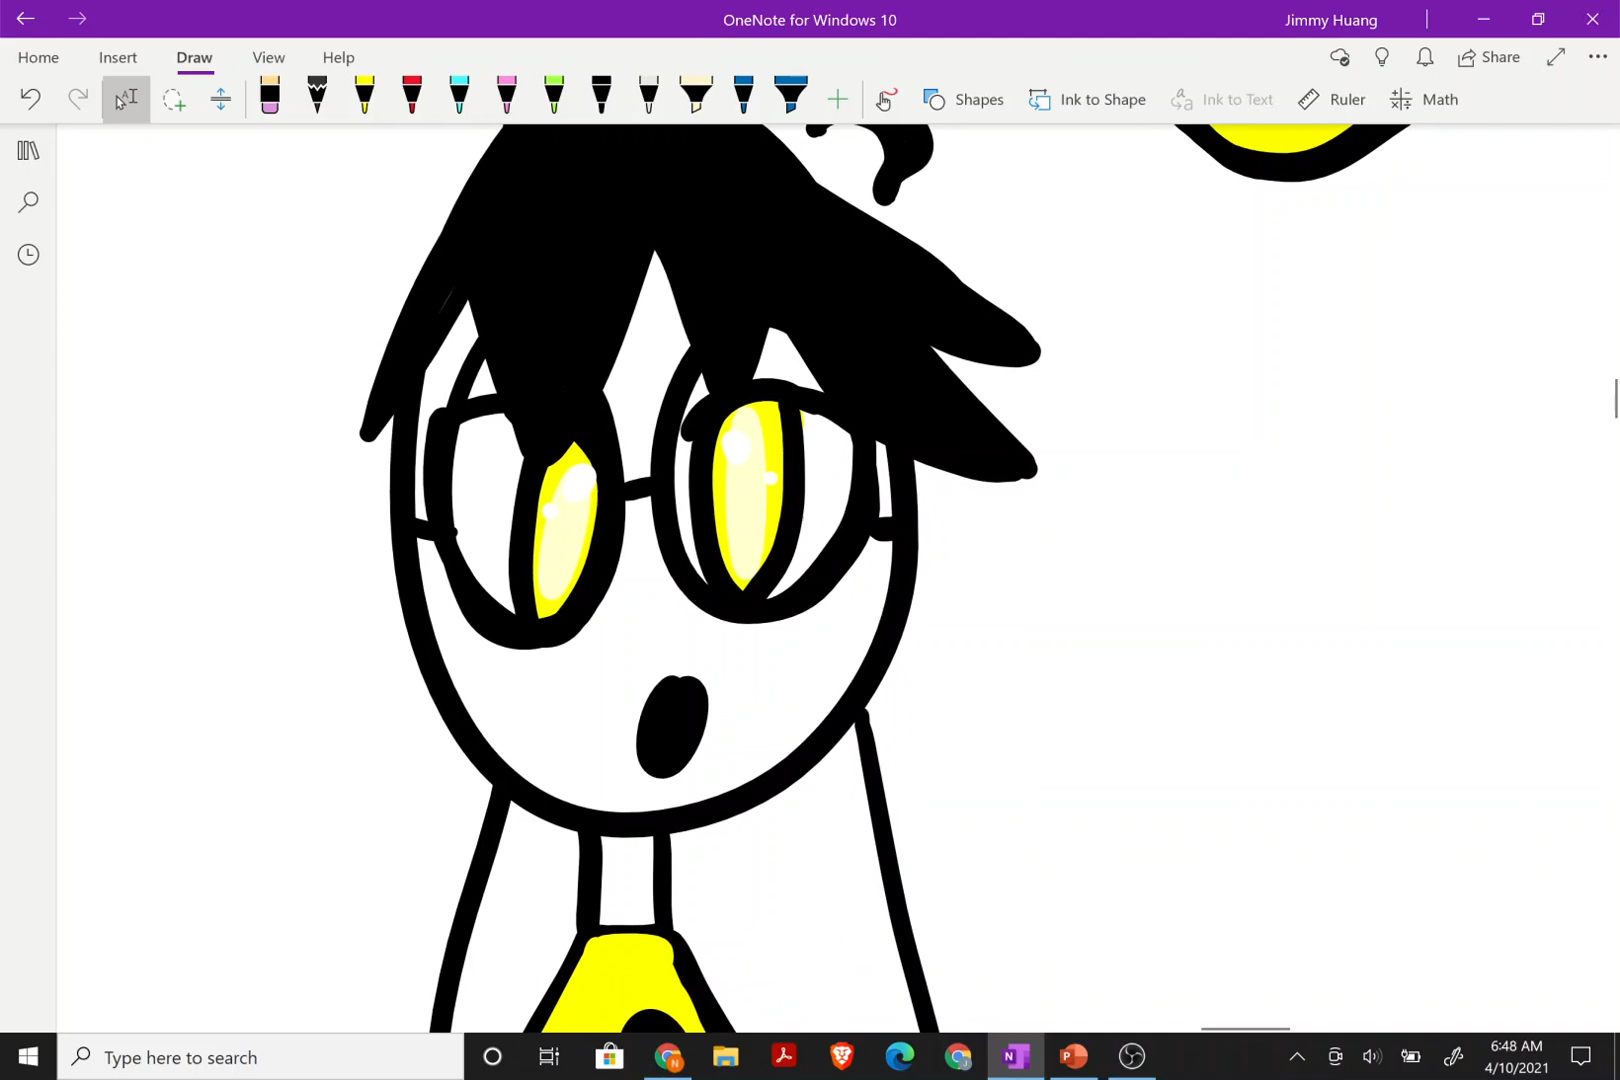 OneNote for Windows 10
Jimmy Huang
Home
Insert
Draw
View
Help
Share
Shapes
Ink to Shape
Ink to Text
Ruler
Math
?
Type here to search
6:48 AM
4/10/2021